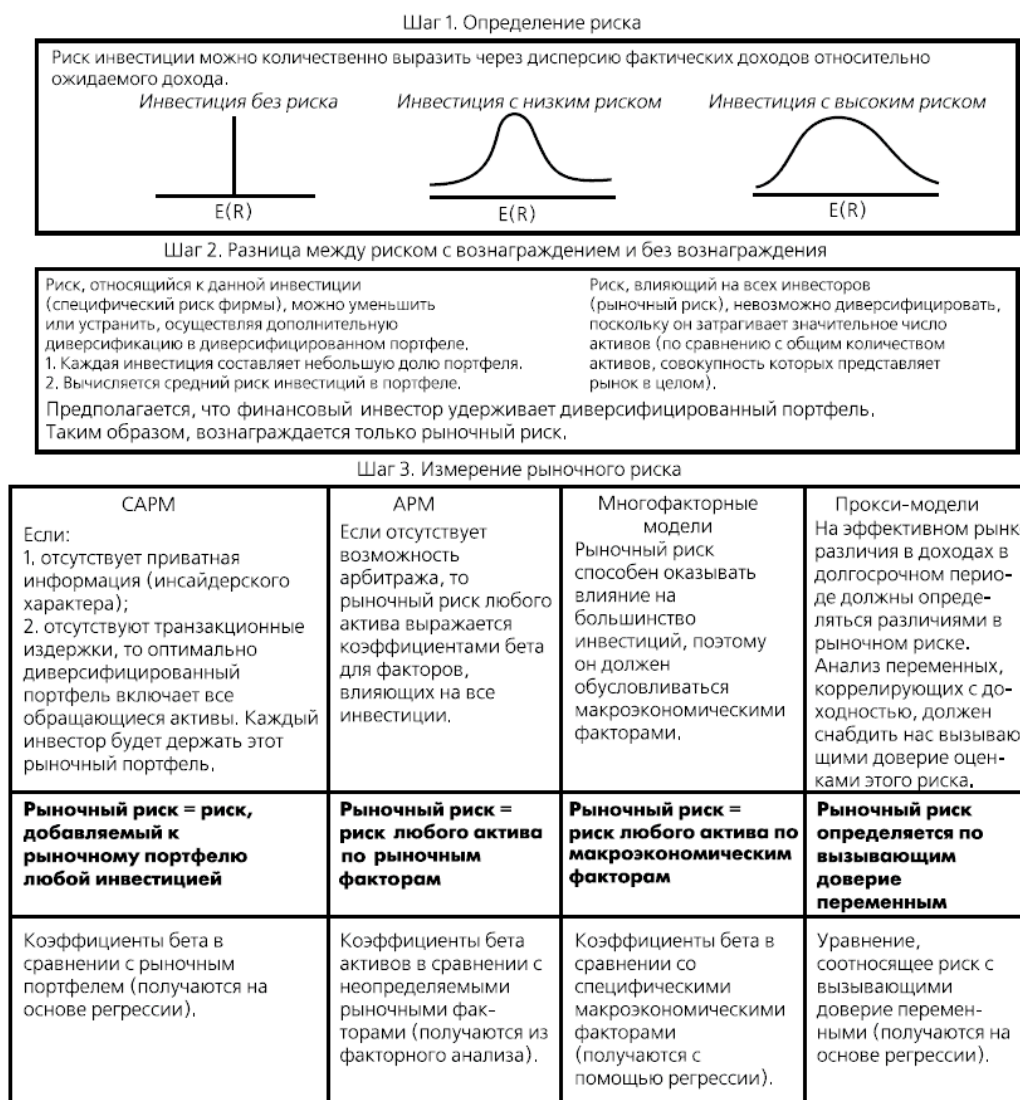 Шаг 1. Определение риска
Риск инвестиции можно количественно выразить через дисперсию фактических доходов относительно
ожидаемого дохода.
Инвестиция без риска
Инвестиция с низким риском
Инвестиция с высоким риском
E(R)
E(R)
E(R)
Шаг 2. Разница между риском с вознаграждением и без вознаграждения
Риск, относящийся к данной инвестиции
(специфический риск фирмы), можно уменьшить
или устранить, осуществляя дополнительную
диверсификацию в диверсифицированном портфеле.
1. Каждая инвестиция составляет небольшую долю портфеля.
2. Вычисляется средний риск инвестиций в портфеле.
Риск, влияющий на всех инвесторов
(рыночный риск), невозможно диверсифицировать,
поскольку он затрагивает значительное число
активов (по сравнению с общим количеством
активов, совокупность которых представляет
рынок в целом).
Предполагается, что финансовый инвестор удерживает диверсифицированный портфель.
Таким образом, вознаграждается только рыночный риск.
Шаг 3. Измерение рыночного риска
CAPM
Если:
1. отсутствует приватная
информация (инсайдерского
характера);
2. отсутствуют транзакционные
издержки, то оптимально
диверсифицированный
портфель включает все
обращающиеся активы. Каждый
инвестор будет держать этот
рыночный портфель.
APM
Если отсутствует
возможность
арбитража, то
рыночный риск любого
актива выражается
коэффициентами бета
для факторов,
влияющих на все
инвестиции.
Многофакторные
модели
Рыночный риск
способен оказывать
влияние на
большинство
инвестиций, поэтому
он должен
обусловливаться
макроэкономическими
факторами.
Прокси-модели
На эффективном рынк
различия в доходах в
долгосрочном перио-
де должны опреде-
ляться различиями в
рыночном риске.
Анализ переменных,
коррелирующих с до-
ходностью, должен
снабдить нас вызываю
щими доверие оцен-
ками этого риска.
Рыночный риск = риск,
добавляемый к
рыночному портфелю
любой инвестицией
Рыночный риск =
риск любого актива
по рыночным
факторам
Рыночный риск =
риск любого актива по
макроэкономическим
факторам
Рыночный риск
определяется по
вызывающим
доверие
переменным
Коэффициенты бета в
сравнении с рыночным
портфелем (получаются на
основе регрессии).
Коэффициенты бета
активов в сравнении с
неопределяемыми
рыночными фак-
торами (получаются из
факторного анализа).
Коэффициенты бета в
сравнении со
специфическими
макроэкономическими
факторами
(получаются с
помощью регрессии).
Уравнение,
соотносящее риск с
вызывающими
доверие перемен-
ными (получаются на
основе регрессии).